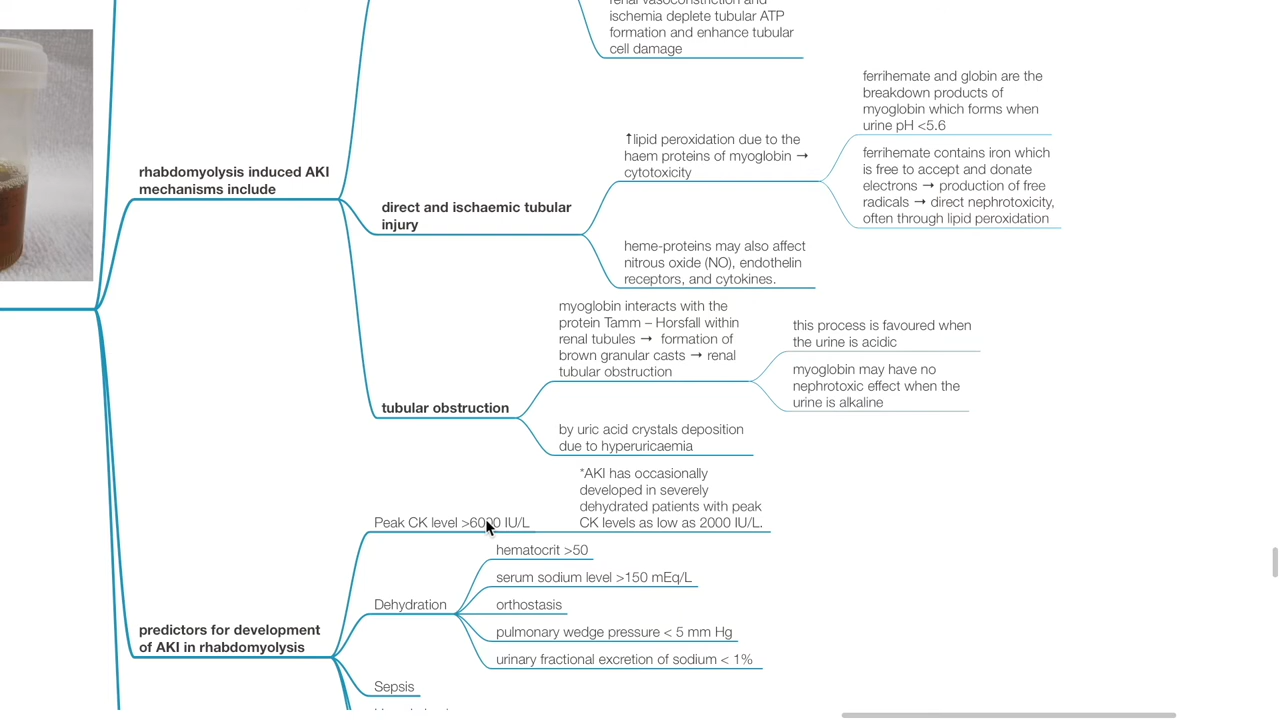 renal vasoconstriction and
ischemia deplete tubular ATP
formation and enhance tubular
cell damage
rhabdomyolysis induced AKI
mechanisms include
direct and ischaemic tubular
injury
↑lipid peroxidation due to the
haem proteins of myoglobin →
cytotoxicity
ferrihemate and globin are the
breakdown products of
myoglobin which forms when
urine pH <5.6
ferrihemate contains iron which
is free to accept and donate
electrons → production of free
radicals → direct nephrotoxicity,
often through lipid peroxidation
heme-proteins may also affect
nitrous oxide (NO), endothelin
receptors, and cytokines.
tubular obstruction
myoglobin interacts with the
protein Tamm – Horsfall within
renal tubules → formation of
brown granular casts → renal
tubular obstruction
this process is favoured when
the urine is acidic
myoglobin may have no
nephrotoxic effect when the
urine is alkaline
by uric acid crystals deposition
due to hyperuricaemia
predictors for development
of AKI in rhabdomyolysis
Peak CK level >6000 IU/L
*AKI has occasionally
developed in severely
dehydrated patients with peak
CK levels as low as 2000 IU/L.
Dehydration
hematocrit >50
serum sodium level >150 mEq/L
orthostasis
pulmonary wedge pressure < 5 mm Hg
urinary fractional excretion of sodium < 1%
Sepsis